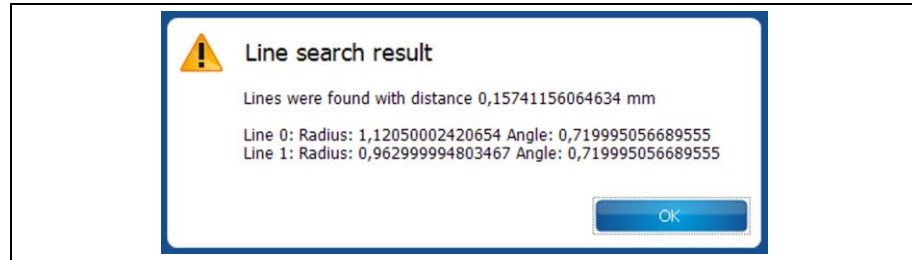 Line search result
Lines were found with distance 0,15741156064634 mm
Line 0: Radius: 1,12050002420654 Angle: 0,719995056689555
Line 1: Radius: 0,962999994803467 Angle: 0,719995056689555
OK